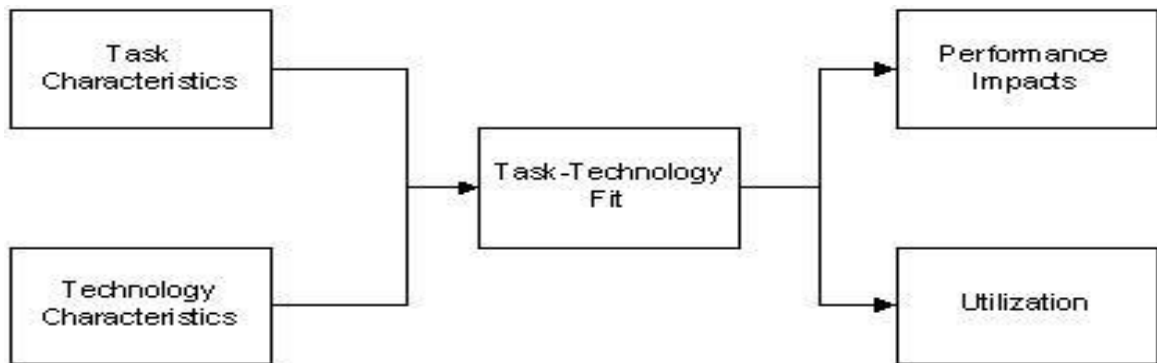 Task
Characteristics
Performance
Impacts
Task-Technology
Fit
Technology
Characteristics
Utilization